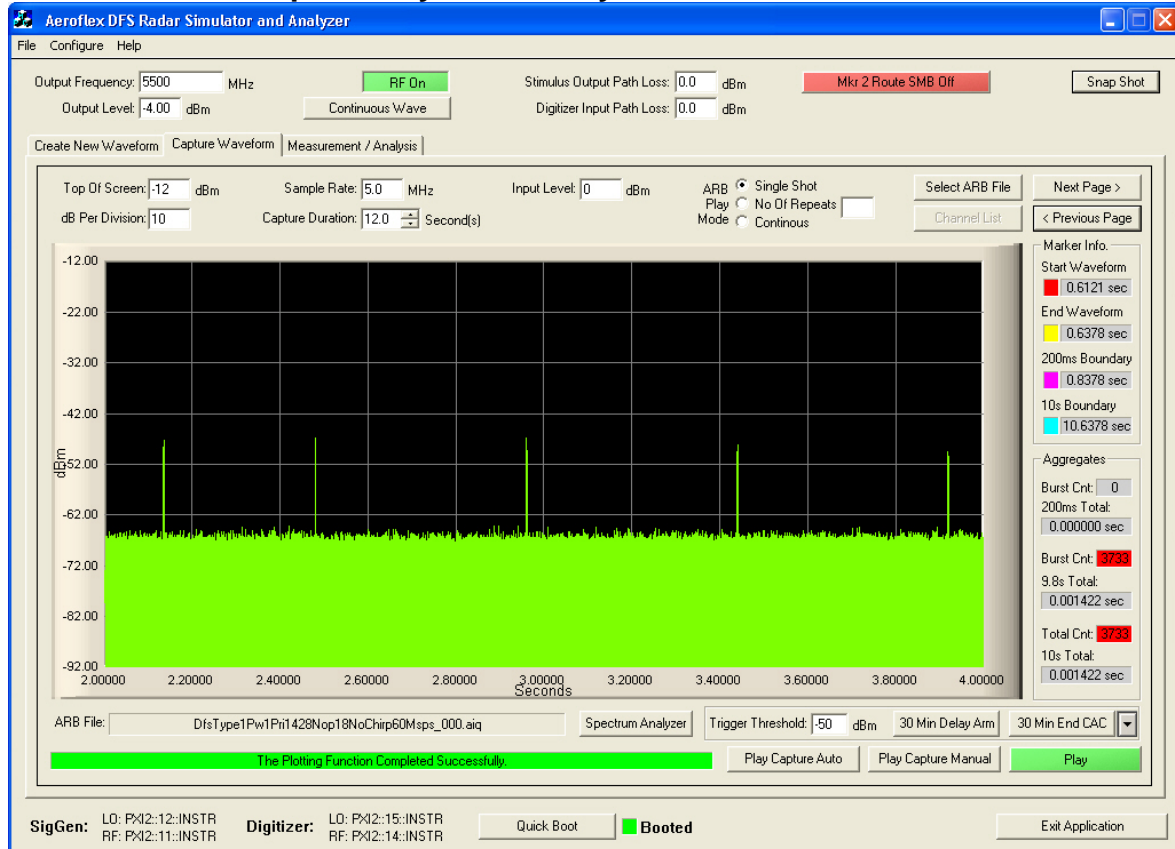 Aeroflex DFS Radar Simulator and Analyzer
File Configure Help
Output Frequency: 5500 MHz RF On Stimulus Output Path Loss: 0.0 dBm Mkr 2 Route SMB Off Snap Shot
Output Level: -4.00 dBm Continuous Wave Digitizer Input Path Loss: 0.0 dBm
Create New Waveform Capture Waveform Measurement / Analysis
Top Of Screen: -12 dBm Sample Rate: 5.0 MHz Input Level: 0 dBm ARB Play Mode Single Shot Select ARB File Next Page >
No Of Repeats
dB Per Division: 10 Capture Duration: 12.0 Second(s) Continous Channel List < Previous Page
Marker Info.
Start Waveform
0.6121 sec
End Waveform
0.6378 sec
200ms Boundary
0.8378 sec
10s Boundary
10.6378 sec
Aggregates
Burst Cnt: 0
200ms Total:
0.000000 sec
Burst Cnt: 3733
9.8s Total:
0.001422 sec
Total Cnt: 3733
10s Total:
0.001422 sec
-12.00
-22.00
-32.00
-42.00
-52.00
-62.00
-72.00
-82.00
-92.00
dBm
2.00000 2.20000 2.40000 2.60000 2.80000 3.00000 3.20000 3.40000 3.60000 3.80000 4.00000
Seconds
ARB File: DfsType1Pw1Pri1428Nop18NoChirp60Msps_000.aiq Spectrum Analyzer Trigger Threshold: -50 dBm 30 Min Delay Arm 30 Min End CAC
The Plotting Function Completed Successfully. Play Capture Auto Play Capture Manual Play
SigGen: LO: PXI2::12::INSTR Digitizer: LO: PXI2::15::INSTR Quick Boot Booted Exit Application
RF: PXI2::11::INSTR RF: PXI2::14::INSTR